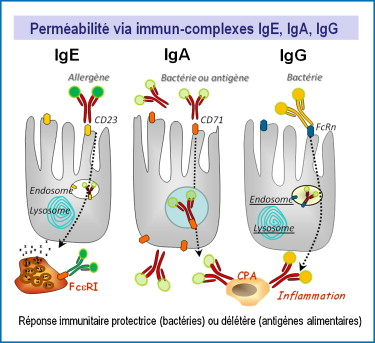 Perméabilité via immun-complexes IgE, IgA, IgG
IgE
IgA
IgG
Allergène
Bactérie ou antigène
Bactérie
CD23
CD71
FcRn
Endosome
Lysosome
Endosome
Lysosome
FcεRI
CPA
Inflammation
Réponse immunitaire protectrice (bactéries) ou délétère (antigènes alimentaires)